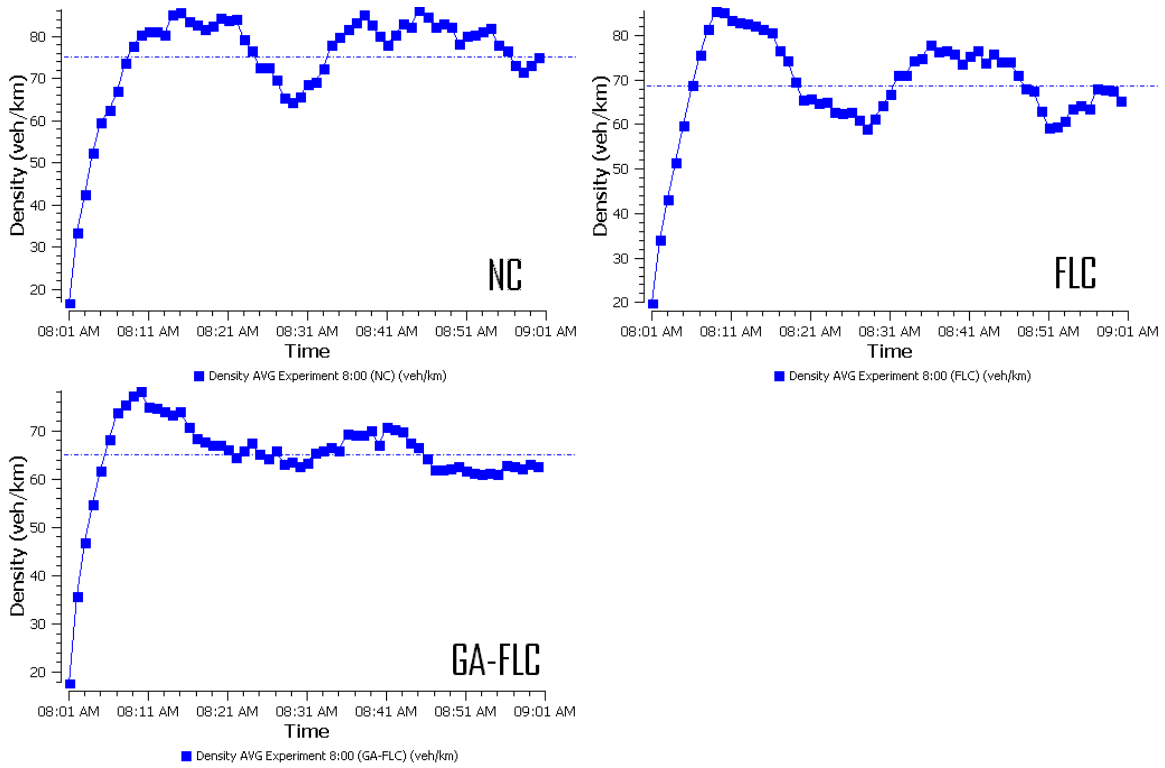 Density (veh/km)
80
70
60
50
40
30
20
NC
08:01 AM 08:11 AM 08:21 AM 08:31 AM 08:41 AM 08:51 AM 09:01 AM
Time
Density AVG Experiment 8:00 (NC) (veh/km)
Density (veh/km)
80
70
60
50
40
30
20
FLC
08:01 AM 08:11 AM 08:21 AM 08:31 AM 08:41 AM 08:51 AM 09:01 AM
Time
Density AVG Experiment 8:00 (FLC) (veh/km)
Density (veh/km)
70
60
50
40
30
20
GA-FLC
08:01 AM 08:11 AM 08:21 AM 08:31 AM 08:41 AM 08:51 AM 09:01 AM
Time
Density AVG Experiment 8:00 (GA-FLC) (veh/km)